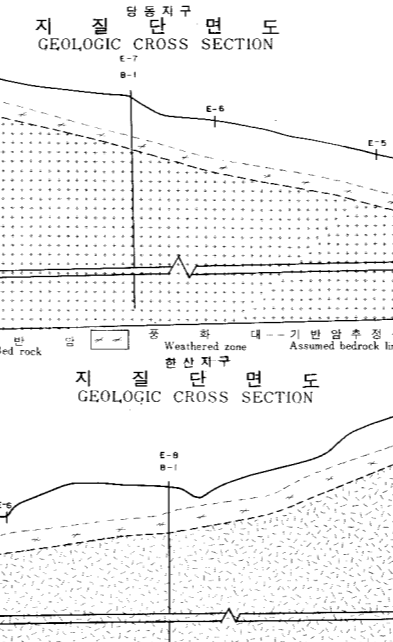 당동지구
지 질 단 면 도
GEOLOGIC CROSS SECTION
E-7
B-1
E-6
E-5
반 암 풍 화 대 기반암추정
Bed rock Weathered zone Assumed bedrock
한산지구
지 질 단 면 도
GEOLOGIC CROSS SECTION
E-8
B-1
E-6